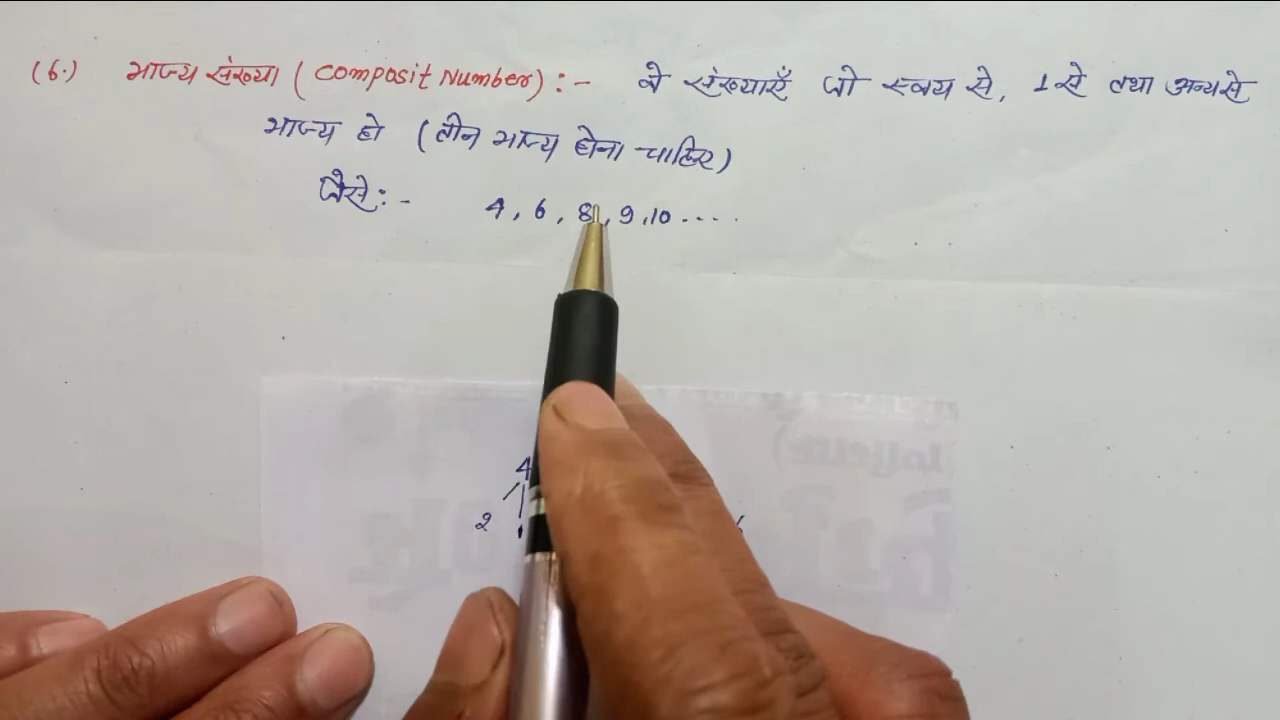 (6.) भाज्य संख्या ( Composit Number) :- वे संख्याएँ जो स्वय से, 1 से तथा अन्य से
भाज्य हो ( तीन भाज्य होना चाहिए)
जैसे:- 4, 6, 8, 9, 10 .....
4
2